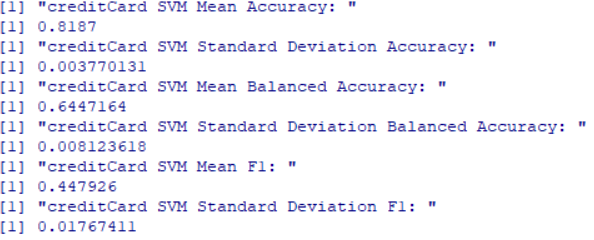 [1] "creditCard SVM Mean Accuracy: "
[1] 0.8187
[1] "creditCard SVM Standard Deviation Accuracy: "
[1] 0.003770131
[1] "creditCard SVM Mean Balanced Accuracy: "
[1] 0.6447164
[1] "creditCard SVM Standard Deviation Balanced Accuracy: "
[1] 0.008123618
[1] "creditCard SVM Mean F1: "
[1] 0.447926
[1] "creditCard SVM Standard Deviation F1: "
[1] 0.01767411